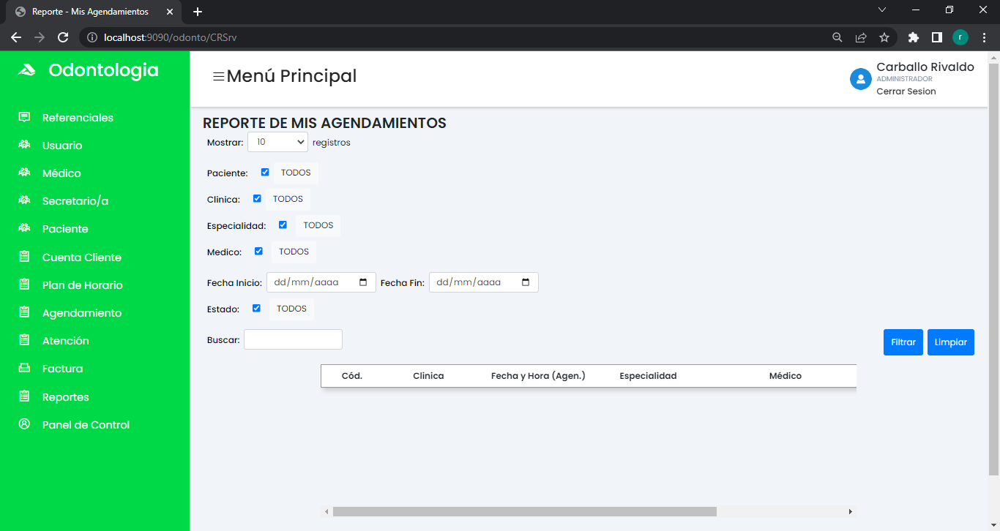 Reporte - Mis Agendamientos
localhost:9090/odonto/CRSrv
r
Odontologia
Referenciales
Usuario
Médico
Secretario/a
Paciente
Cuenta Cliente
Plan de Horario
Agendamiento
Atención
Factura
Reportes
Panel de Control
Menú Principal
Carballo Rivaldo
ADMINISTRADOR
Cerrar Sesion
REPORTE DE MIS AGENDAMIENTOS
Mostrar: 10 registros
Paciente: TODOS
Clinica: TODOS
Especialidad: TODOS
Medico: TODOS
Fecha Inicio: dd/mm/aaaa Fecha Fin: dd/mm/aaaa
Estado: TODOS
Buscar:
Filtrar Limpiar
Cód. Clinica Fecha y Hora (Agen.) Especialidad Médico